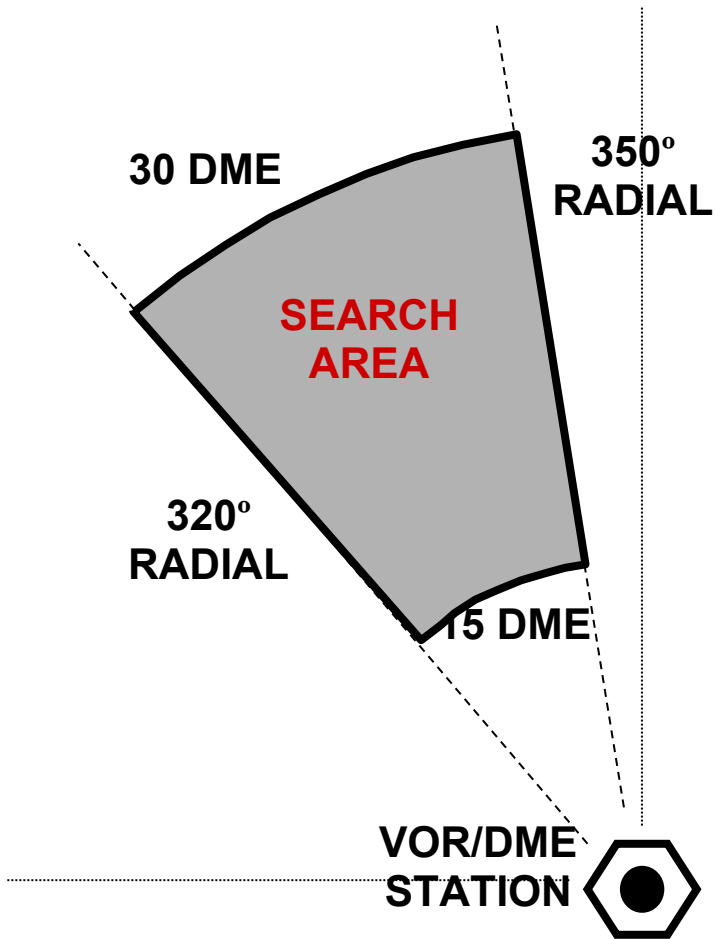 30 DME
350º
RADIAL
SEARCH
AREA
320º
RADIAL
15 DME
VOR/DME
STATION